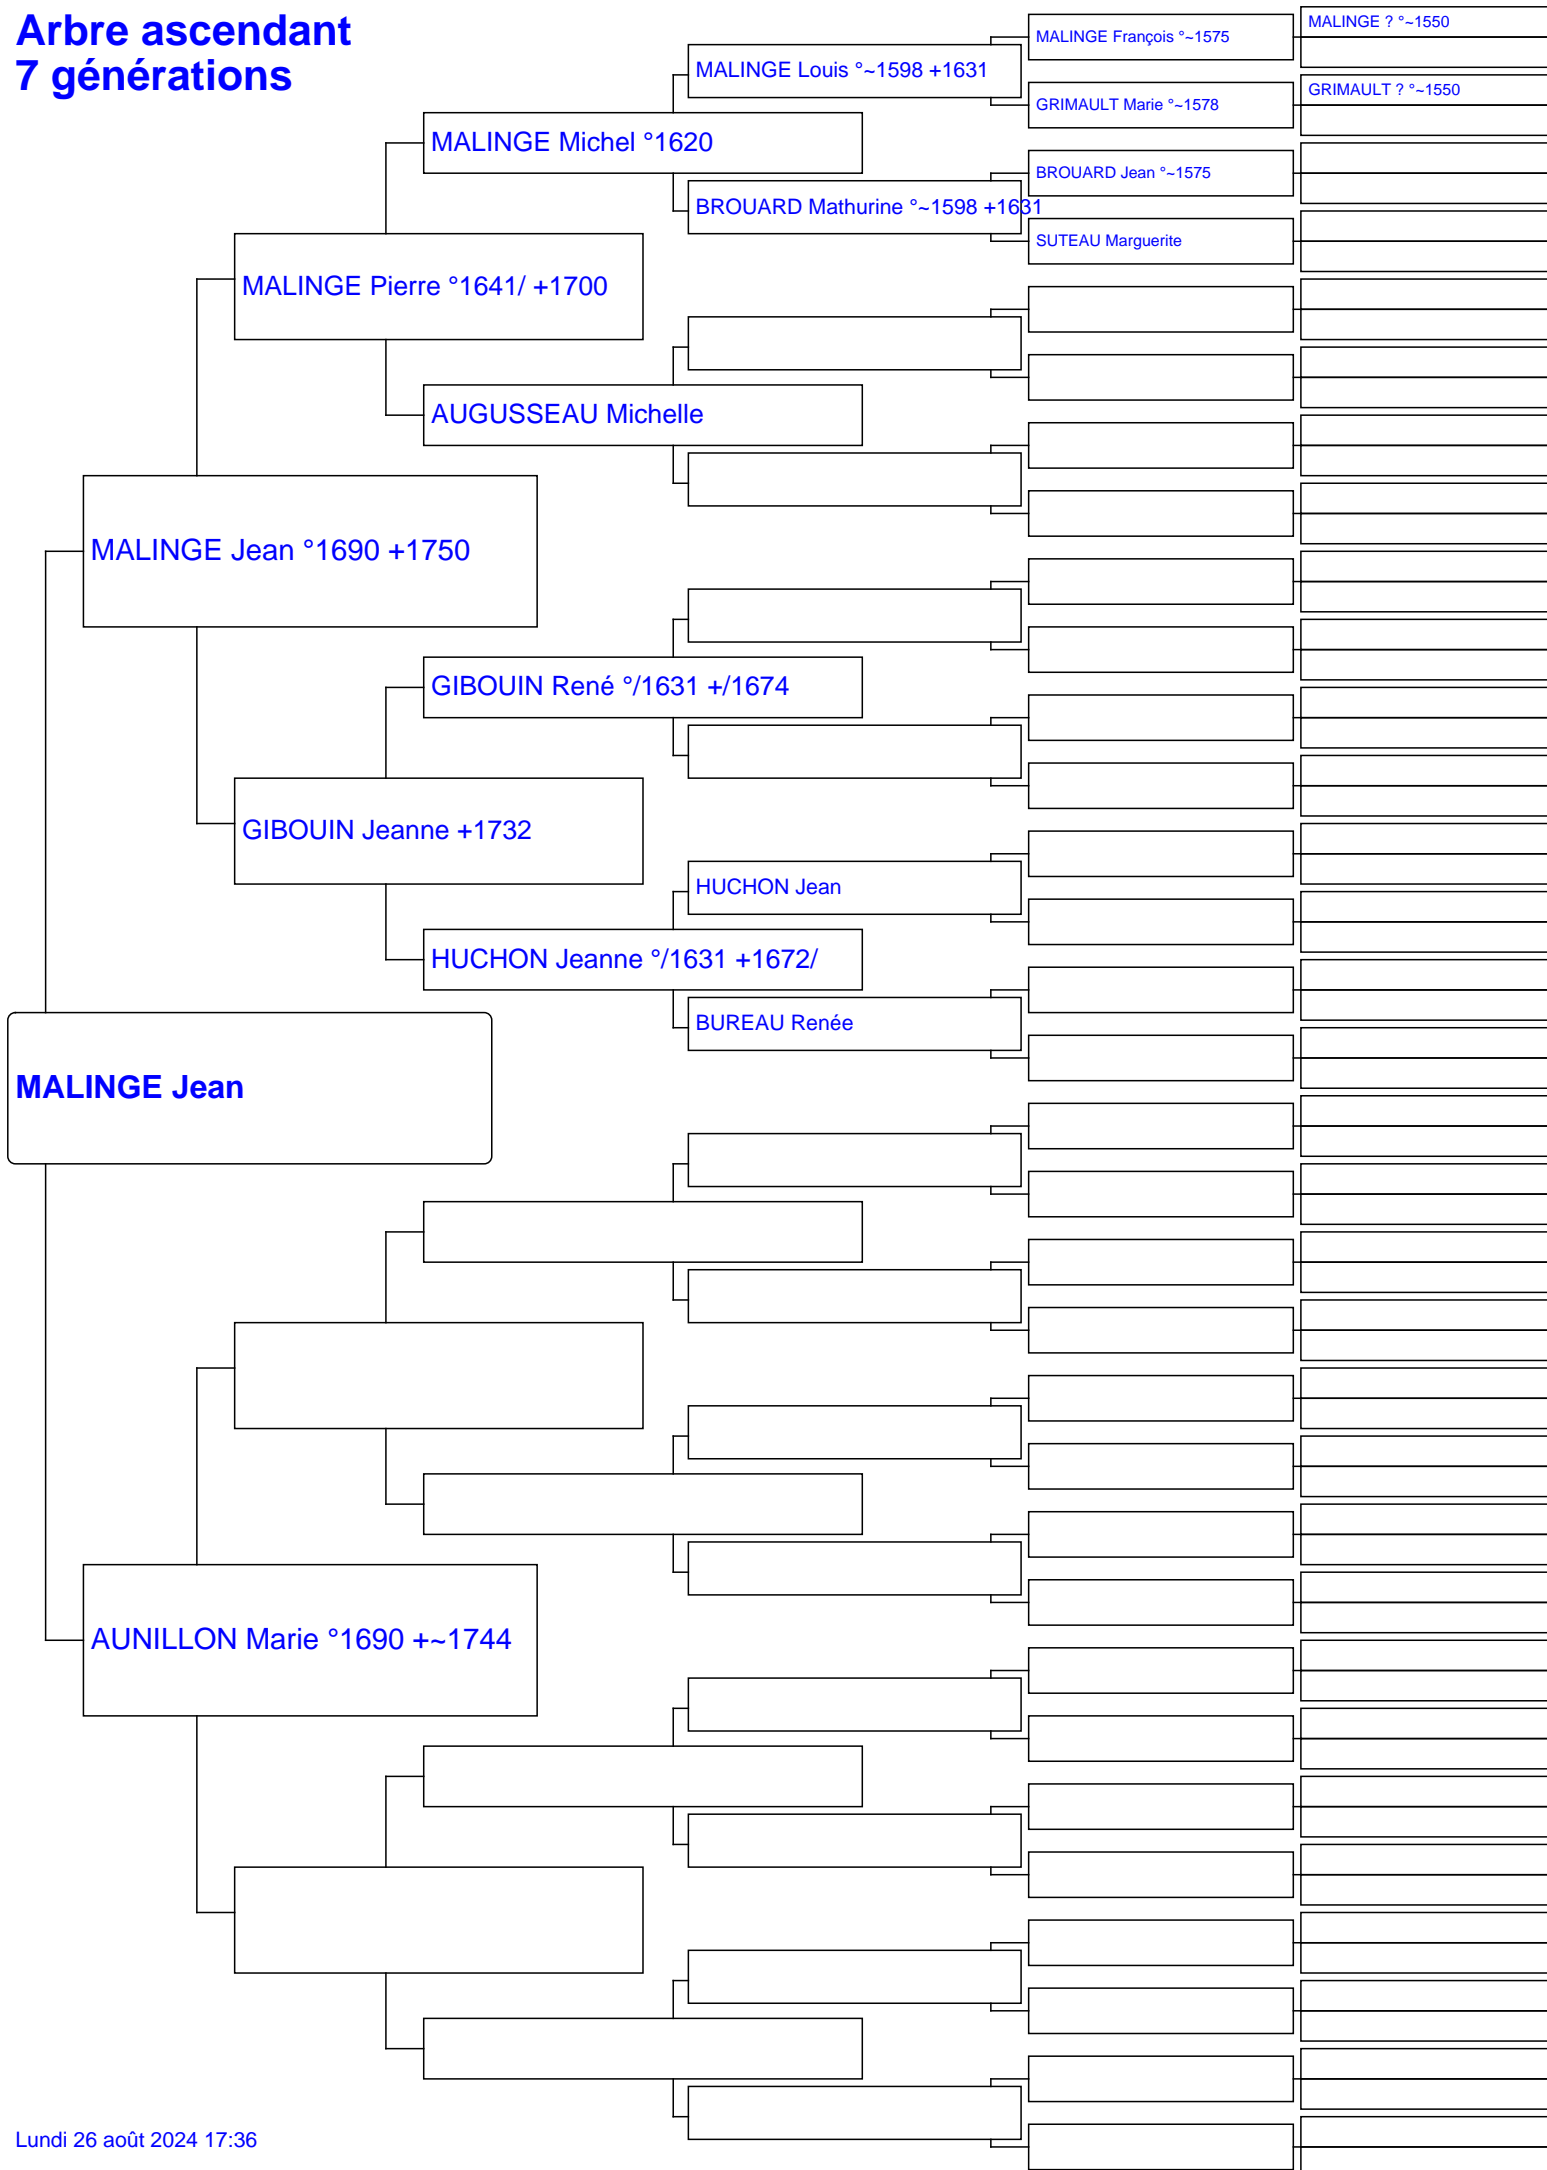 Arbre ascendant
7 générations
MALINGE ? °~1550
MALINGE François °~1575
MALINGE Louis °~1598 +1631
GRIMAULT ? °~1550
GRIMAULT Marie °~1578
MALINGE Michel °1620
BROUARD Jean °~1575
BROUARD Mathurine °~1598 +1631
SUTEAU Marguerite
MALINGE Pierre °1641/ +1700
AUGUSSEAU Michelle
MALINGE Jean °1690 +1750
GIBOUIN René °/1631 +/1674
GIBOUIN Jeanne +1732
HUCHON Jean
HUCHON Jeanne °/1631 +1672/
BUREAU Renée
MALINGE Jean
AUNILLON Marie °1690 +~1744
Lundi 26 août 2024 17:36